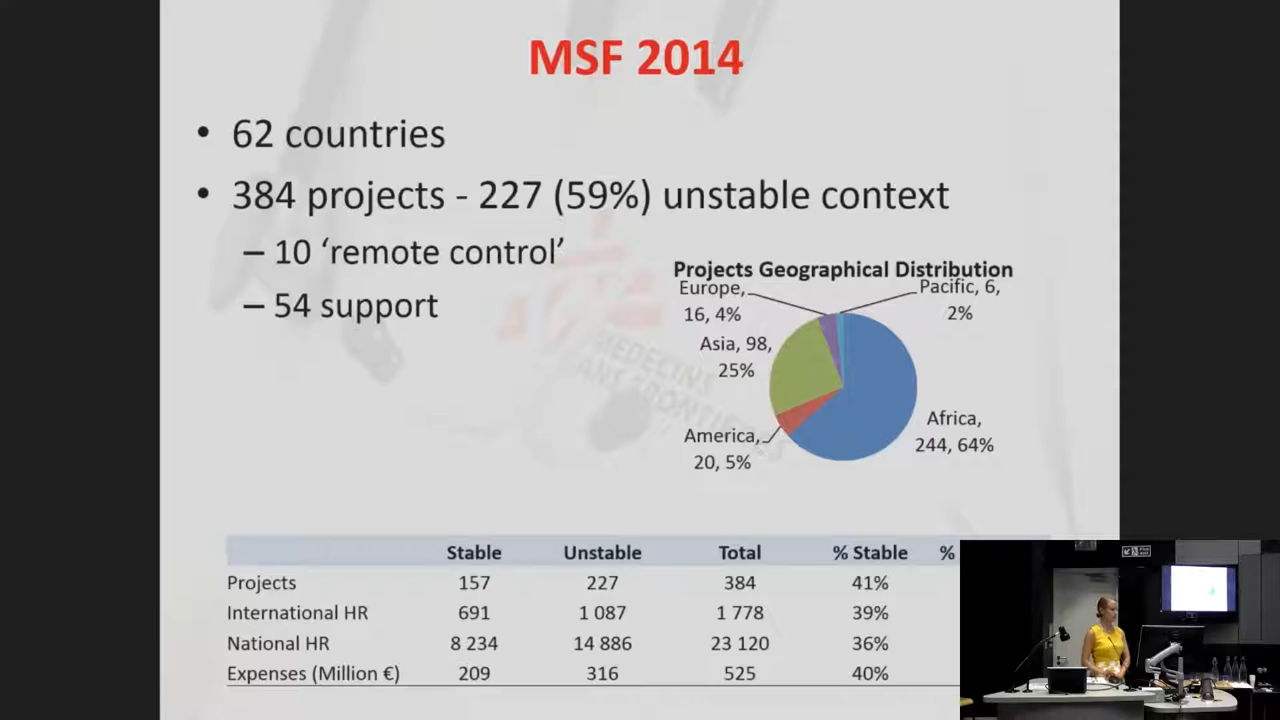 MSF 2014
• 62 countries
• 384 projects - 227 (59%) unstable context
– 10 ‘remote control’
– 54 support
Projects Geographical Distribution
Europe,
16, 4%
Pacific, 6,
2%
Asia, 98,
25%
America,
20, 5%
Africa,
244, 64%
MEDECINS
SANS FRONTIERES
Stable Unstable Total % Stable %
Projects 157 227 384 41%
International HR 691 1 087 1 778 39%
National HR 8 234 14 886 23 120 36%
Expenses (Million €) 209 316 525 40%